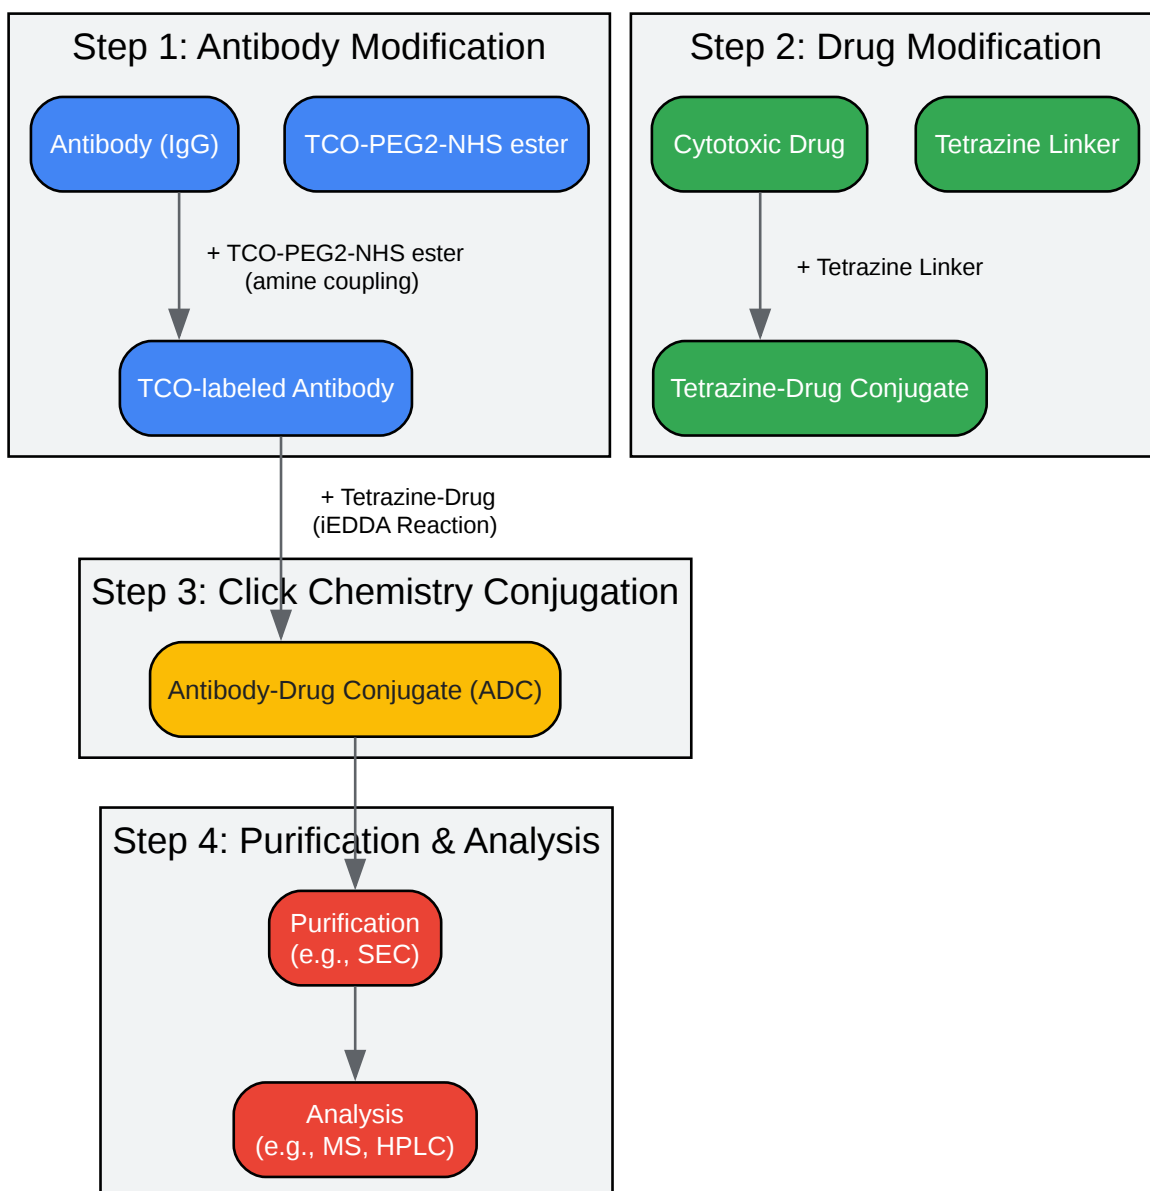 Step 1: Antibody Modification
Antibody (IgG)
TCO-PEG2-NHS ester
+ TCO-PEG2-NHS ester
(amine coupling)
TCO-labeled Antibody
Step 2: Drug Modification
Cytotoxic Drug
Tetrazine Linker
+ Tetrazine Linker
Tetrazine-Drug Conjugate
+ Tetrazine-Drug
(iEDDA Reaction)
Step 3: Click Chemistry Conjugation
Antibody-Drug Conjugate (ADC)
Step 4: Purification & Analysis
Purification
(e.g., SEC)
Analysis
(e.g., MS, HPLC)